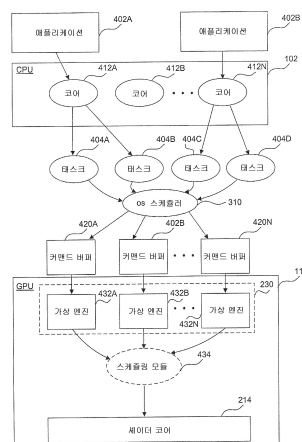 402A
402B
애플리케이션
애플리케이션
CPU
412A
412B
412N
102
코어
코어
코어
404A
404B
404C
404D
태스크
태스크
태스크
태스크
OS 스케줄러
310
420A
402B
420N
커맨드 버퍼
커맨드 버퍼
커맨드 버퍼
GPU
11
230
432A
432B
432N
가상 엔진
가상 엔진
가상 엔진
스케줄링 모듈
434
214
셰이더 코어